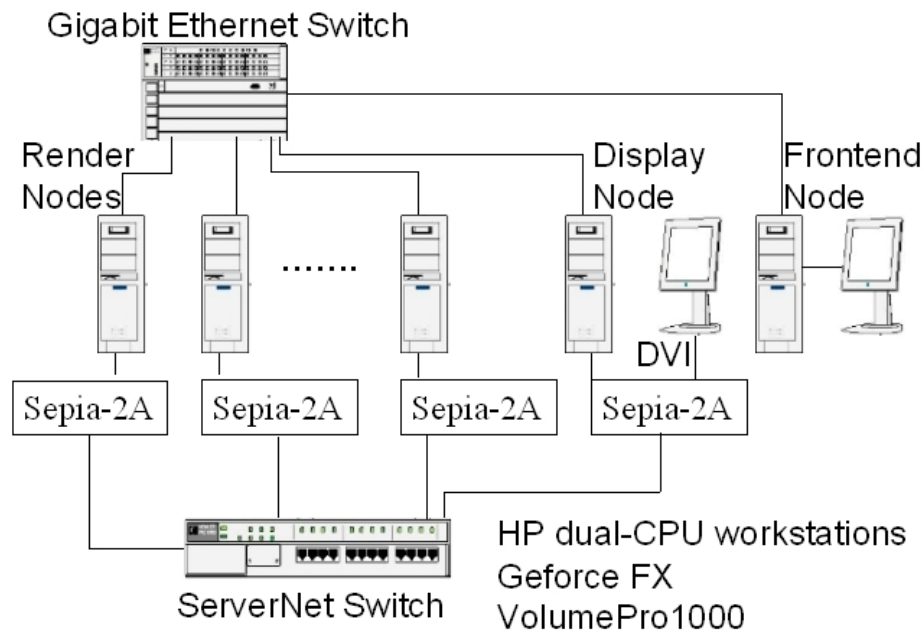 Gigabit Ethernet Switch
Render
Nodes
Display
Node
Frontend
Node
.......
DVI
Sepia-2A
Sepia-2A
Sepia-2A
Sepia-2A
ServerNet Switch
HP dual-CPU workstations
Geforce FX
VolumePro1000